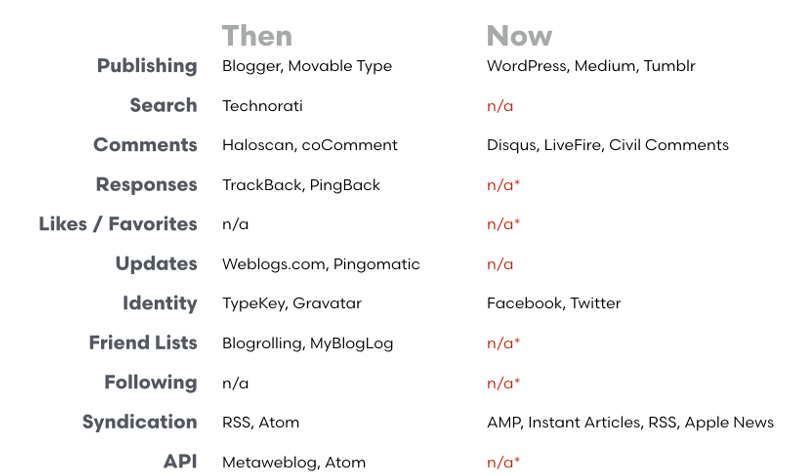 Then Now
Publishing Blogger, Movable Type WordPress, Medium, Tumblr
Search Technorati n/a
Comments Haloscan, coComment Disqus, LiveFire, Civil Comments
Responses TrackBack, PingBack n/a*
Likes / Favorites n/a n/a*
Updates Weblogs.com, Pingomatic n/a
Identity TypeKey, Gravatar Facebook, Twitter
Friend Lists Blogrolling, MyBlogLog n/a*
Following n/a n/a*
Syndication RSS, Atom AMP, Instant Articles, RSS, Apple News
API Metaweblog, Atom n/a*